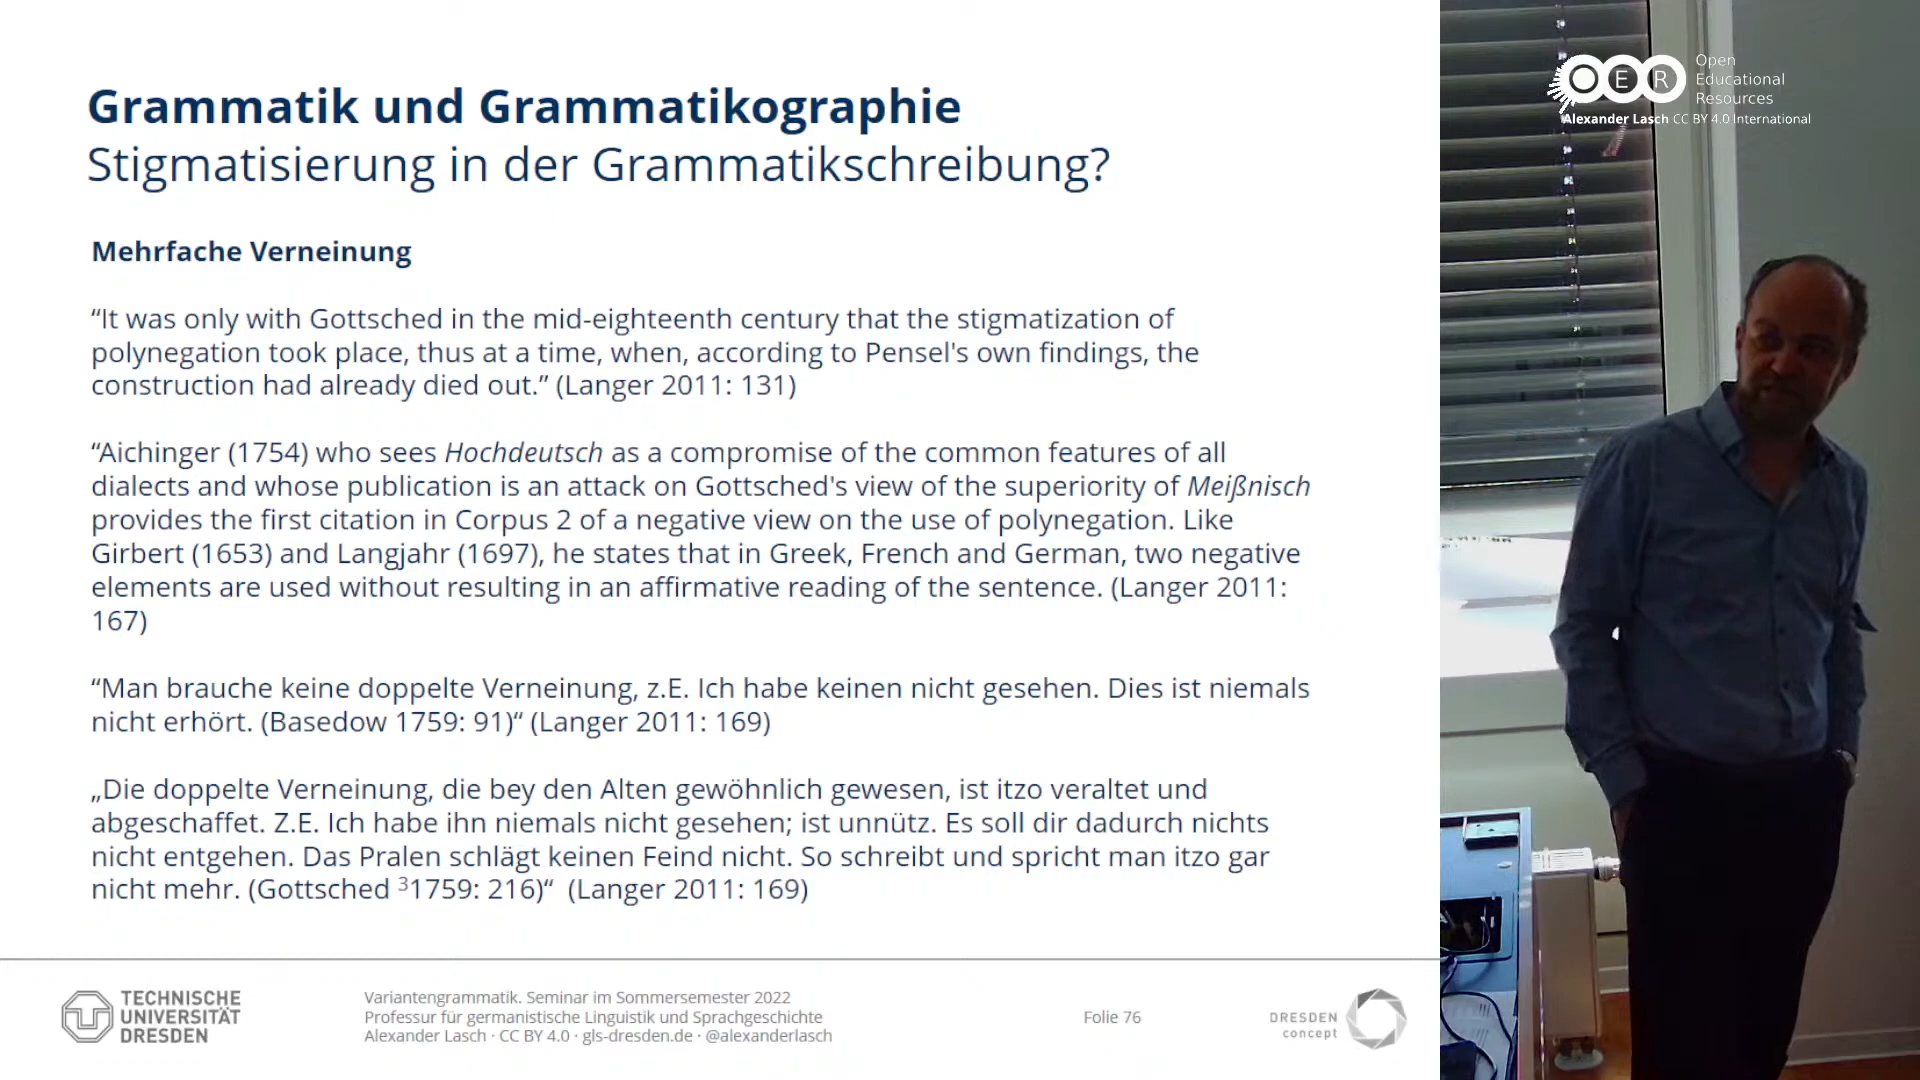 Grammatik und Grammatikographie
Stigmatisierung in der Grammatikschreibung?
Mehrfache Verneinung
“It was only with Gottsched in the mid-eighteenth century that the stigmatization of
polynegation took place, thus at a time, when, according to Pensel's own findings, the
construction had already died out.” (Langer 2011: 131)
“Aichinger (1754) who sees Hochdeutsch as a compromise of the common features of all
dialects and whose publication is an attack on Gottsched's view of the superiority of Meißnisch
provides the first citation in Corpus 2 of a negative view on the use of polynegation. Like
Girbert (1653) and Langjahr (1697), he states that in Greek, French and German, two negative
elements are used without resulting in an affirmative reading of the sentence. (Langer 2011:
167)
“Man brauche keine doppelte Verneinung, z.E. Ich habe keinen nicht gesehen. Dies ist niemals
nicht erhört. (Basedow 1759: 91)“ (Langer 2011: 169)
„Die doppelte Verneinung, die bey den Alten gewöhnlich gewesen, ist itzo veraltet und
abgeschaffet. Z.E. Ich habe ihn niemals nicht gesehen; ist unnütz. Es soll dir dadurch nichts
nicht entgehen. Das Pralen schlägt keinen Feind nicht. So schreibt und spricht man itzo gar
nicht mehr. (Gottsched ³1759: 216)“ (Langer 2011: 169)
TECHNISCHE
UNIVERSITÄT
DRESDEN
Variantengrammatik. Seminar im Sommersemester 2022
Professur für germanistische Linguistik und Sprachgeschichte
Alexander Lasch · CC BY 4.0 · gls-dresden.de · @alexanderlasch
Folie 76
DRESDEN
concept
OER
Open
Educational
Resources
Alexander Lasch CC BY 4.0 International